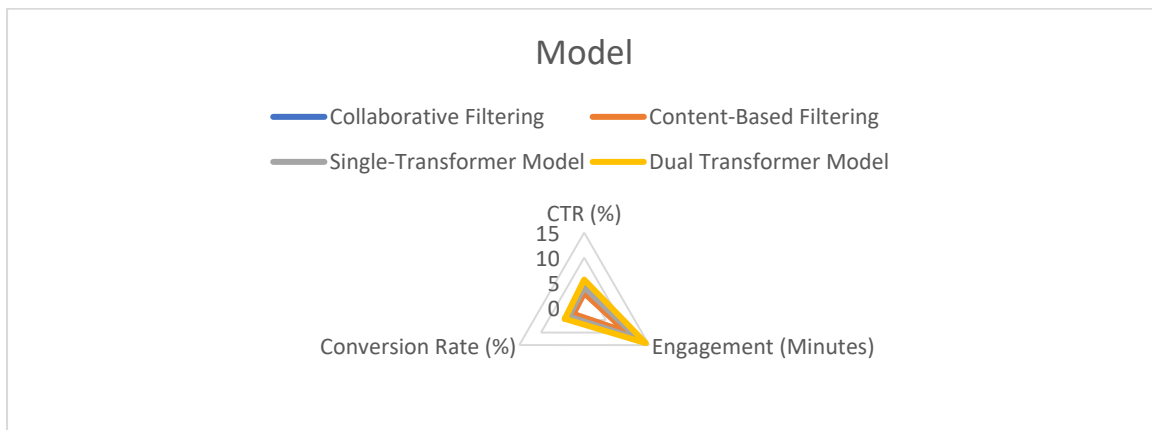 Model
Collaborative Filtering
Content-Based Filtering
Single-Transformer Model
Dual Transformer Model
CTR (%)
15
10
5
0
Conversion Rate (%)
Engagement (Minutes)